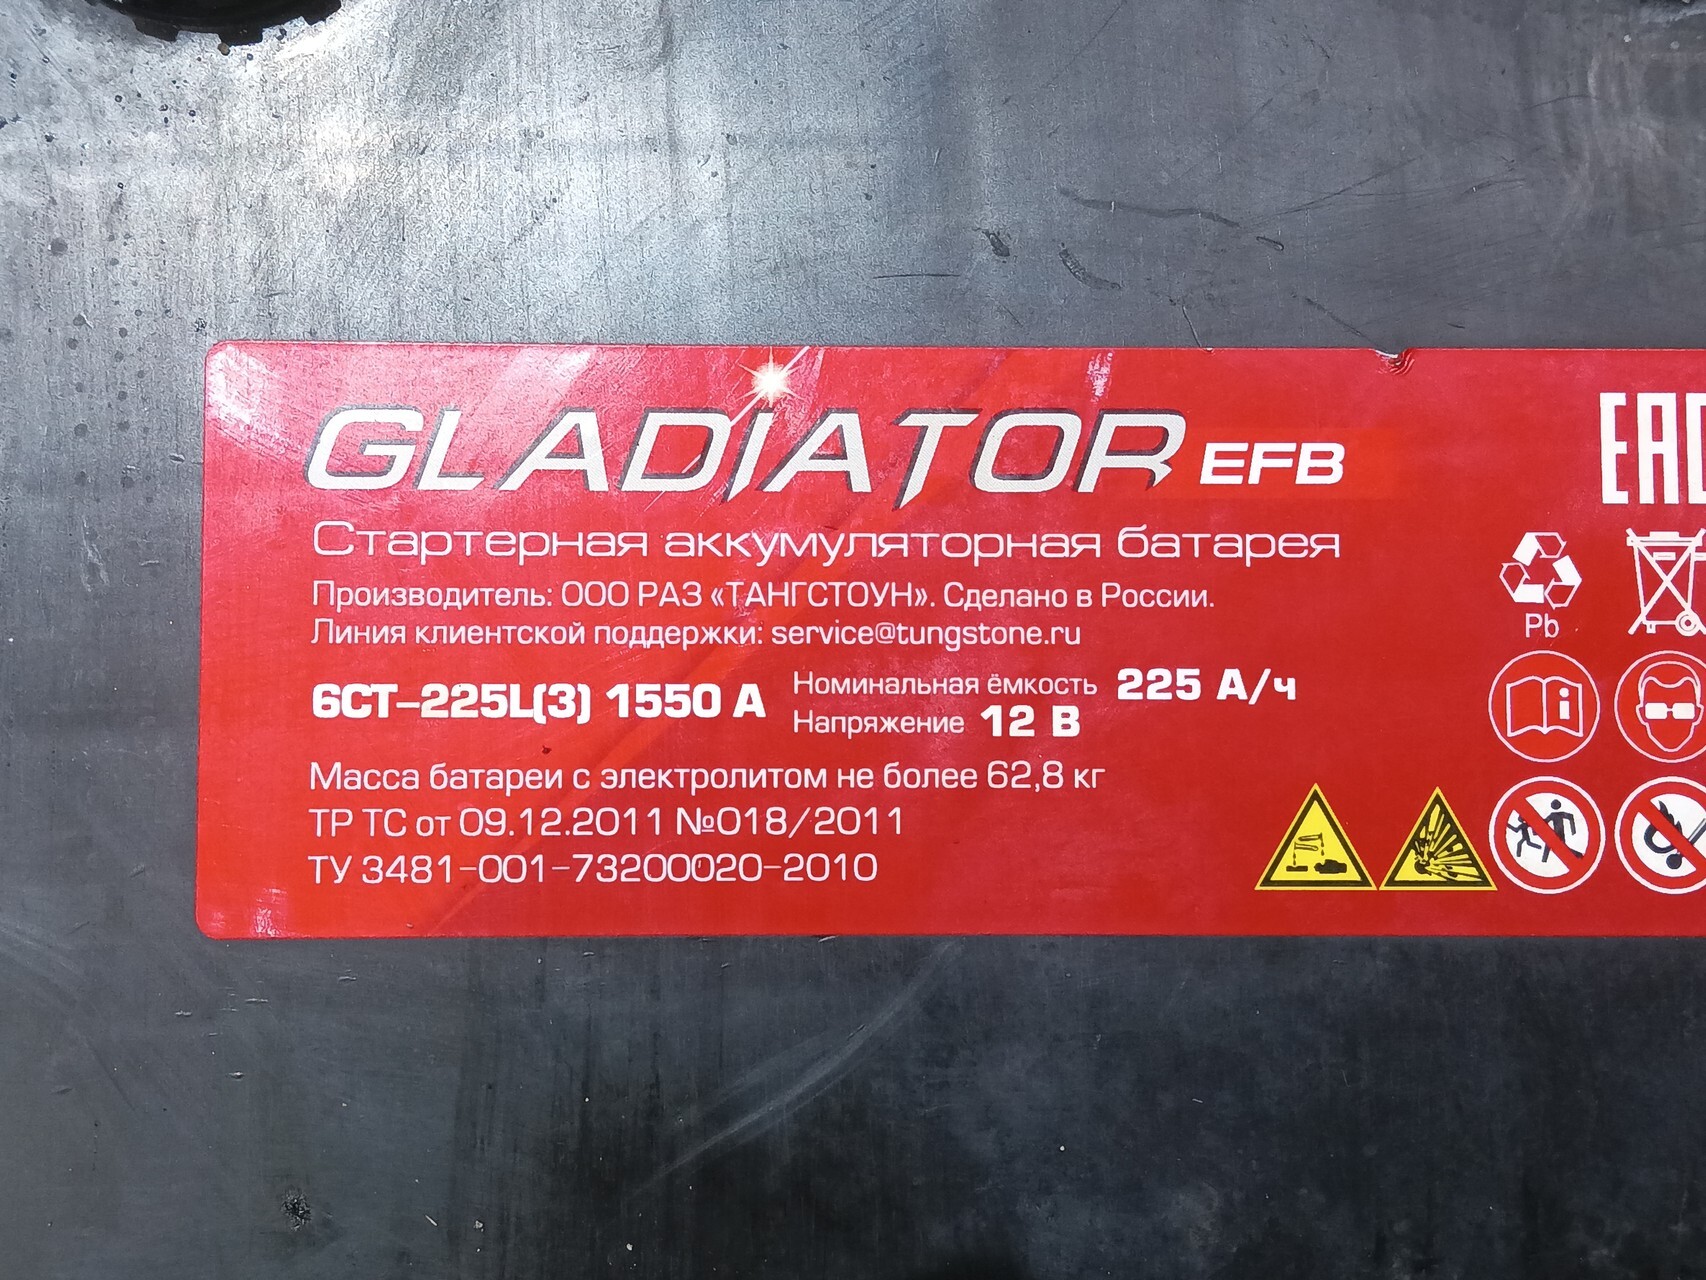 GLADIATOR EFB
EAC
Стартерная аккумуляторная батарея
Производитель: ООО РАЗ «ТАНГСТОУН». Сделано в России.
Линия клиентской поддержки: service@tungstone.ru
Pb
6СТ-225L(3) 1550 А
Номинальная ёмкость 225 А/ч
Напряжение 12 В
Масса батареи с электролитом не более 62,8 кг
ТР ТС от 09.12.2011 №018/2011
ТУ 3481-001-73200020-2010